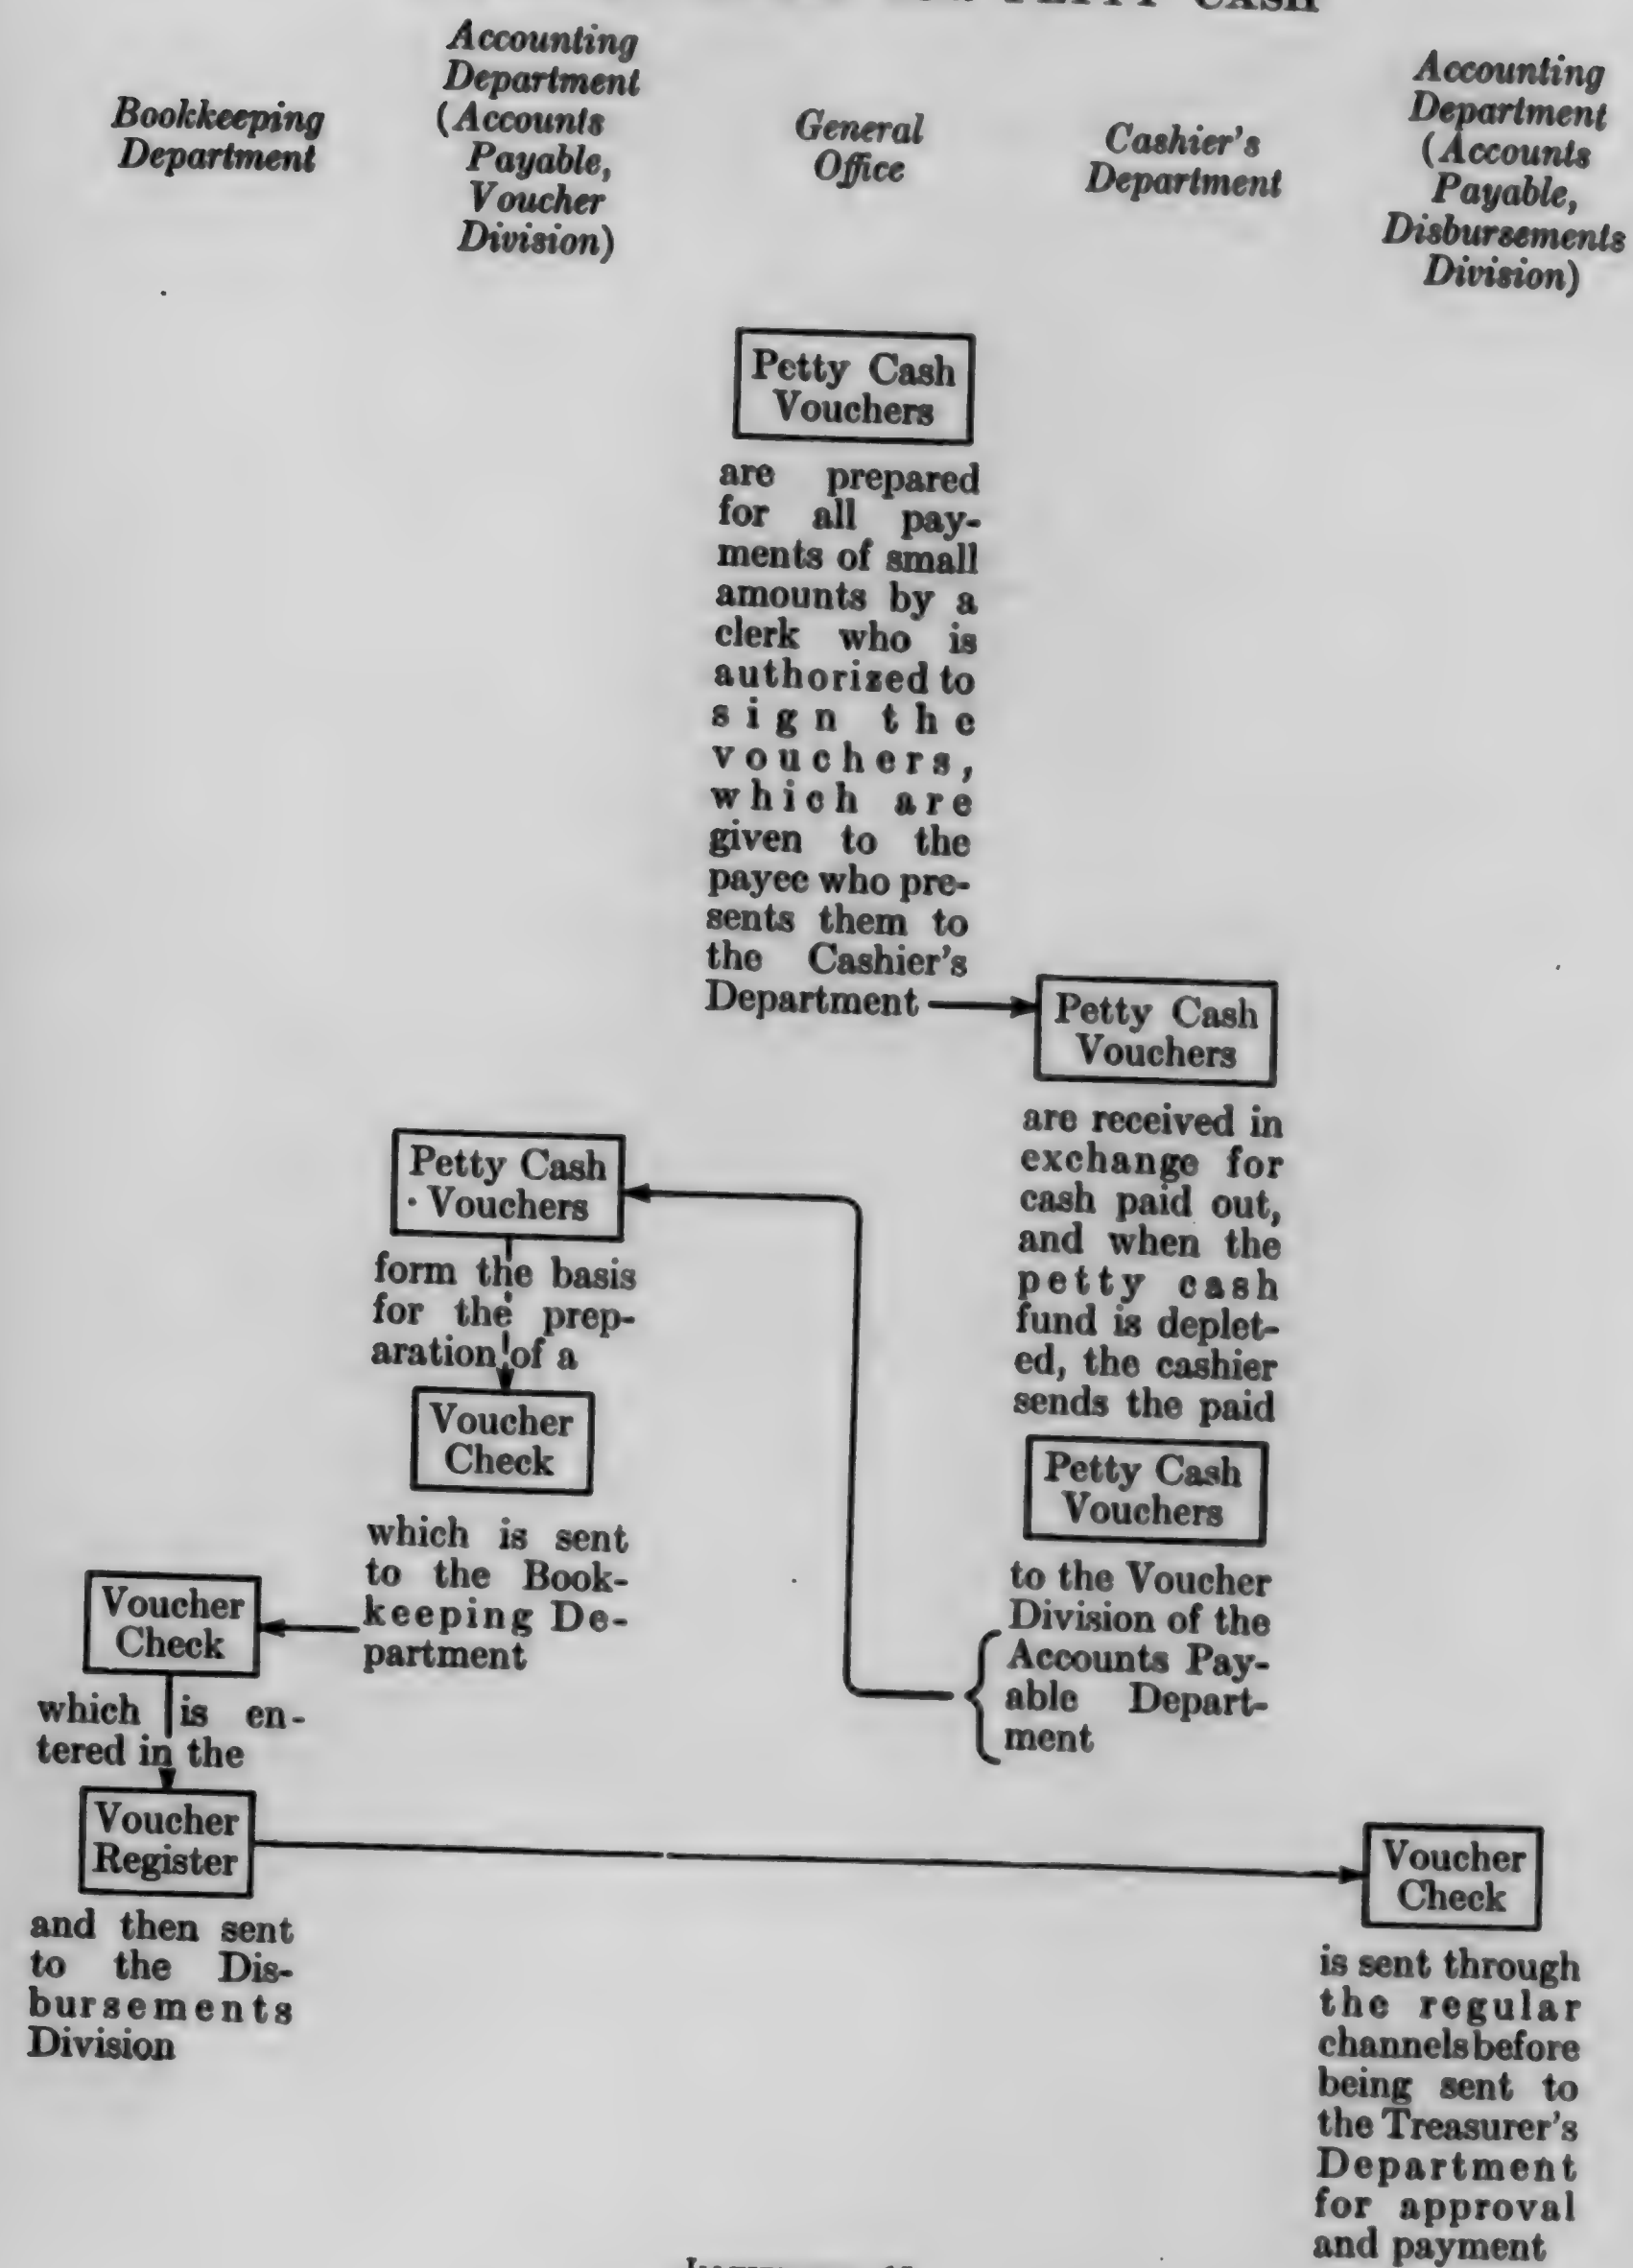 PETTY CASH
Bookkeeping
Department
Accounting
Department
(Accounts
Payable,
Voucher
Division)
General
Office
Cashier's
Department
Accounting
Department
(Accounts
Payable,
Disbursements
Division)
Petty Cash
Vouchers
are prepared
for all pay-
ments of small
amounts by a
clerk who is
authorized to
sign the
vouchers,
which are
given to the
payee who pre-
sents them to
the Cashier's
Department
Petty Cash
Vouchers
are received in
exchange for
cash paid out,
and when the
petty cash
fund is deplet-
ed, the cashier
sends the paid
Petty Cash
Vouchers
to the Voucher
Division of the
Accounts Pay-
able Depart-
ment
Petty Cash
Vouchers
form the basis
for the prep-
aration of a
Voucher
Check
which is sent
to the Book-
keeping De-
partment
Voucher
Check
which is en-
tered in the
Voucher
Register
and then sent
to the Dis-
bursements
Division
Voucher
Check
is sent through
the regular
channels before
being sent to
the Treasurer's
Department
for approval
and payment